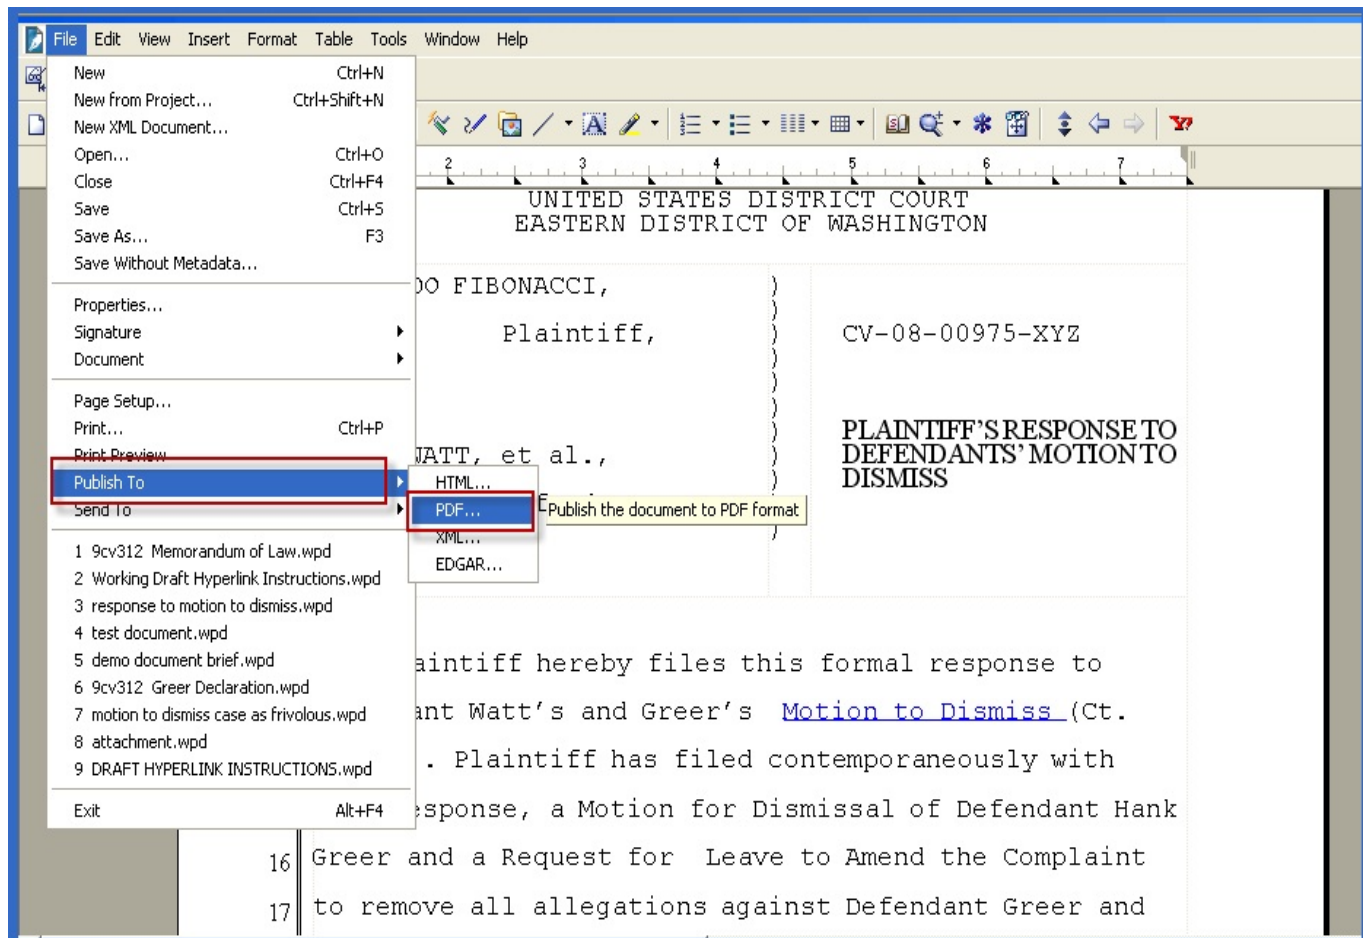 File Edit View Insert Format Table Tools Window Help
New Ctrl+N
New from Project... Ctrl+Shift+N
New XML Document...
Open... Ctrl+O
Close Ctrl+F4
Save Ctrl+S
Save As... F3
Save Without Metadata...
Properties...
Signature
Document
Page Setup...
Print... Ctrl+P
Print Preview
Publish To
Send To
1 9cv312 Memorandum of Law.wpd
2 Working Draft Hyperlink Instructions.wpd
3 response to motion to dismiss.wpd
4 test document.wpd
5 demo document brief.wpd
6 9cv312 Greer Declaration.wpd
7 motion to dismiss case as frivolous.wpd
8 attachment.wpd
9 DRAFT HYPERLINK INSTRUCTIONS.wpd
Exit Alt+F4
HTML...
PDF...
XML...
EDGAR...
Publish the document to PDF format
2 3 4 5 6 7
UNITED STATES DISTRICT COURT
EASTERN DISTRICT OF WASHINGTON
DO FIBONACCI, )
)
Plaintiff, ) CV-08-00975-XYZ
)
)
)
) PLAINTIFF'S RESPONSE TO
WATT, et al., ) DEFENDANTS' MOTION TO
) DISMISS
)
aintiff hereby files this formal response to
ant Watt's and Greer's Motion to Dismiss (Ct.
. Plaintiff has filed contemporaneously with
sponse, a Motion for Dismissal of Defendant Hank
16 Greer and a Request for Leave to Amend the Complaint
17 to remove all allegations against Defendant Greer and